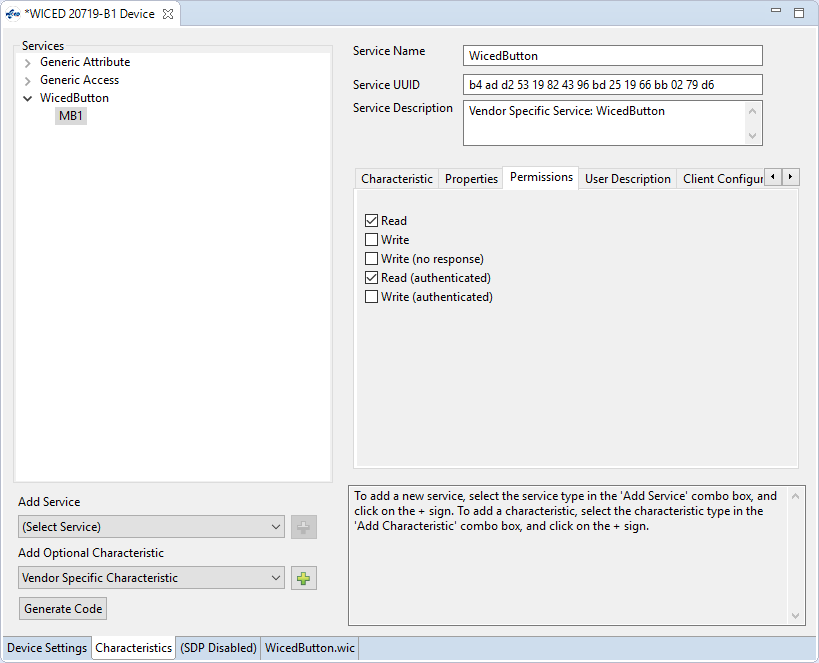 *WICED 20719-B1 Device
Services
Generic Attribute
Generic Access
WicedButton
MB1
Service Name
WicedButton
Service UUID
b4 ad d2 53 19 82 43 96 bd 25 19 66 bb 02 79 d6
Service Description
Vendor Specific Service: WicedButton
Characteristic
Properties
Permissions
User Description
Client Configur
Read
Write
Write (no response)
Read (authenticated)
Write (authenticated)
Add Service
(Select Service)
Add Optional Characteristic
Vendor Specific Characteristic
Generate Code
To add a new service, select the service type in the 'Add Service' combo box, and
click on the + sign. To add a characteristic, select the characteristic type in the
'Add Characteristic' combo box, and click on the + sign.
Device Settings
Characteristics
(SDP Disabled)
WicedButton.wic